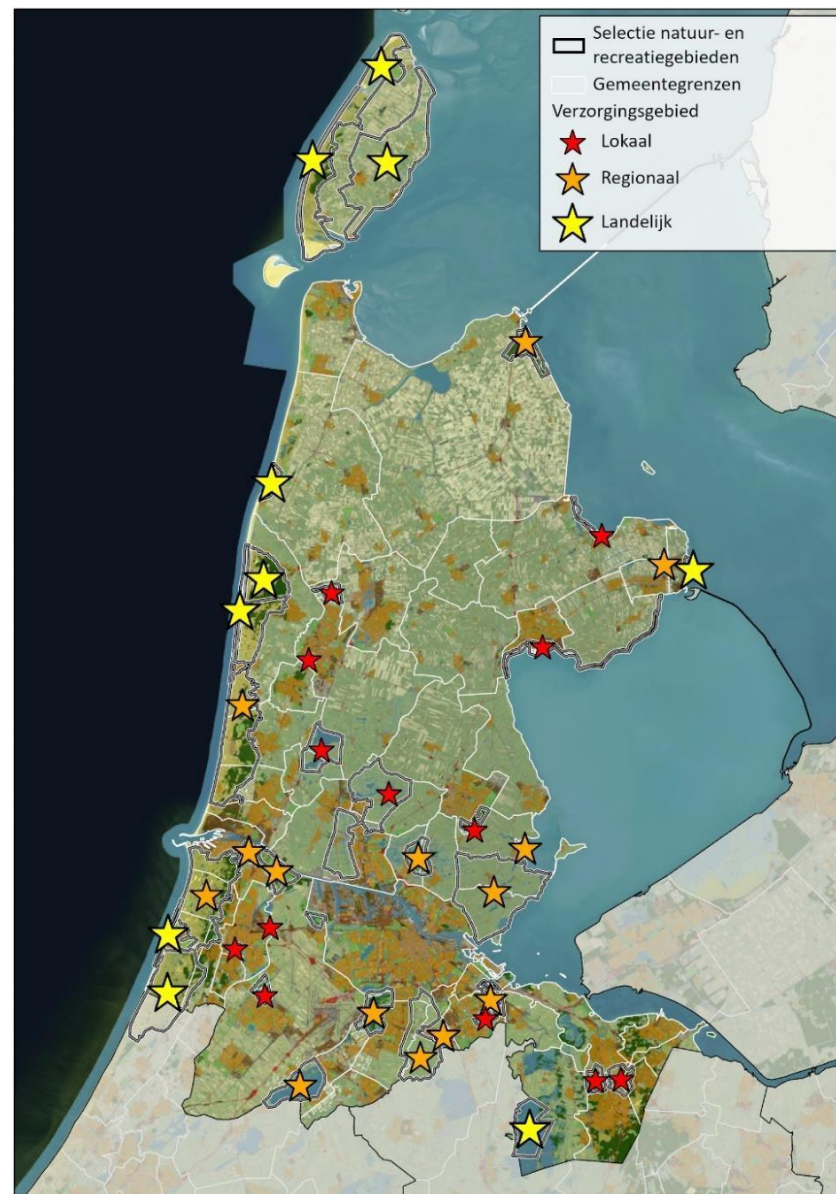 Selectie natuur- en
recreatiegebieden
Gemeentegrenzen
Verzorgingsgebied
Lokaal
Regionaal
Landelijk